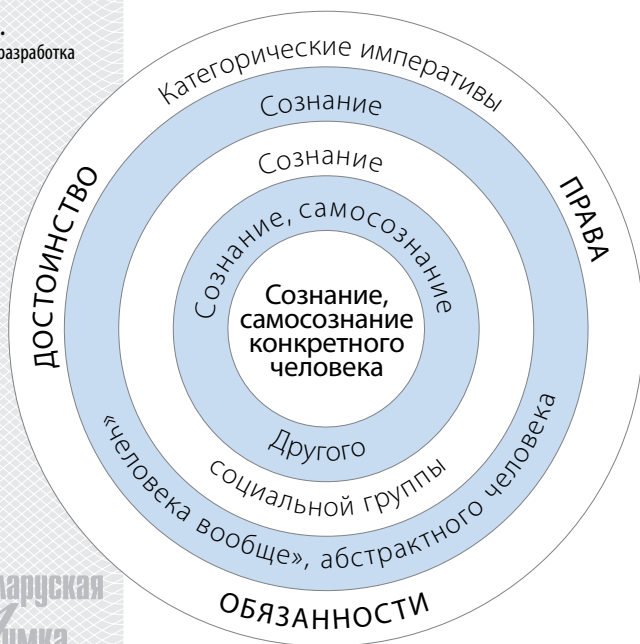 разработка
Категорические императивы
ДОСТОИНСТВО
ПРАВА
ОБЯЗАННОСТИ
Сознание
«человека вообще», абстрактного человека
Сознание
социальной группы
Сознание, самосознание
Другого
Сознание,
самосознание
конкретного
человека